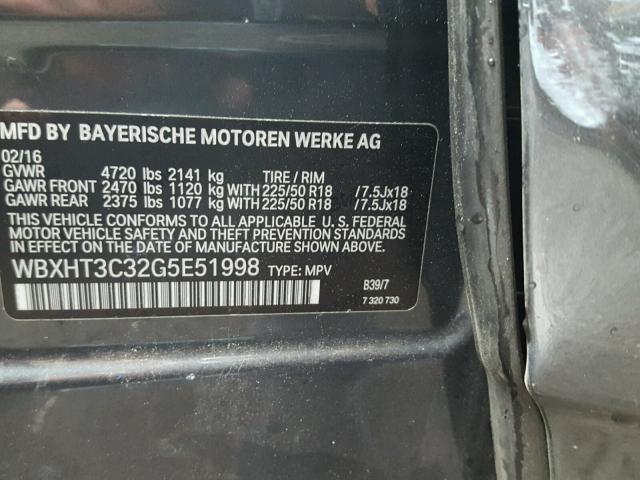 MFD BY BAYERISCHE MOTOREN WERKE AG
02/16
GVWR 4720 lbs 2141 kg TIRE / RIM
GAWR FRONT 2470 lbs 1120 kg WITH 225/50 R18 /7.5Jx18
GAWR REAR 2375 lbs 1077 kg WITH 225/50 R18 /7.5Jx18
THIS VEHICLE CONFORMS TO ALL APPLICABLE U. S. FEDERAL
MOTOR VEHICLE SAFETY, BUMPER, AND THEFT PREVENTION
STANDARDS IN EFFECT ON THE DATE OF MANUFACTURE SHOWN ABOVE.
WBXHT3C32G5E51998 TYPE: MPV
B39/7
7 320 730